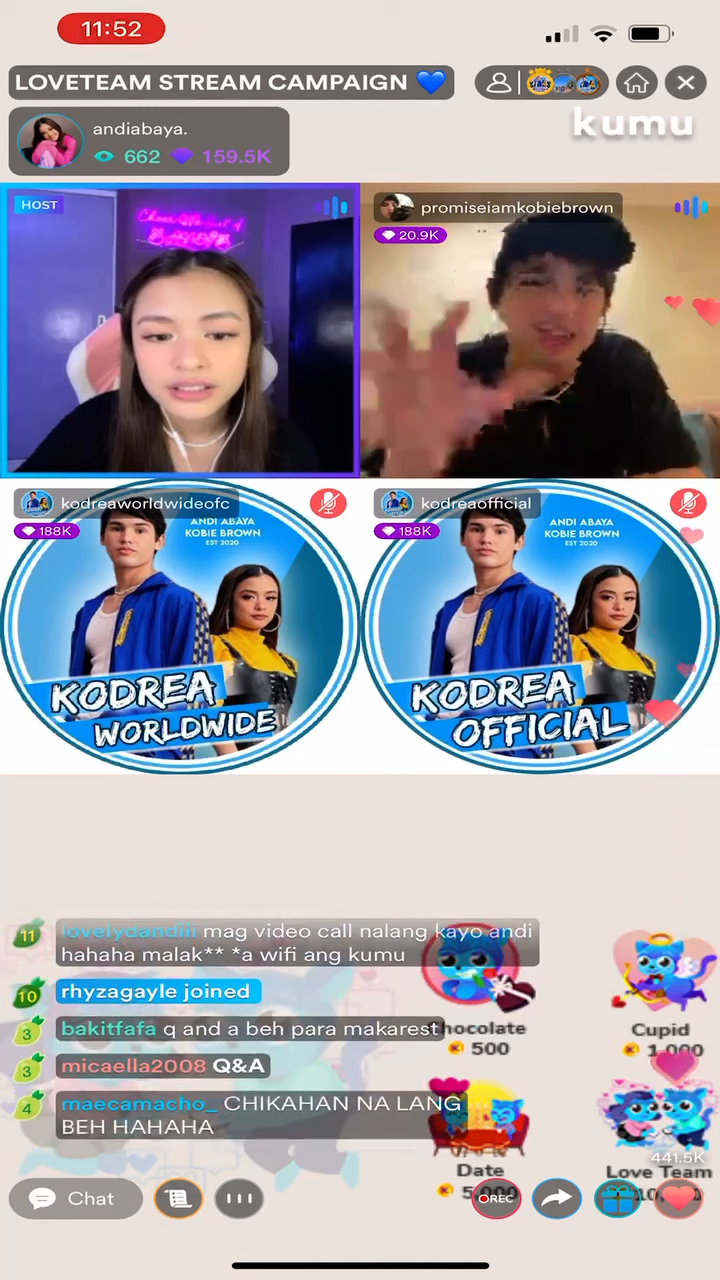 11:52
LOVETEAM STREAM CAMPAIGN 💙
kumu
andiabaya.
662 159.5K
HOST
promiseiamkobiebrown
20.9K
kodreaworldwideofc
188K
ANDI ABAYA
KOBIE BROWN
EST 2020
KODREA
WORLDWIDE
kodreaofficial
188K
ANDI ABAYA
KOBIE BROWN
EST 2020
KODREA
OFFICIAL
11 lovelydandiii mag video call nalang kayo andi
hahaha malak** *a wifi ang kumu
10 rhyzagayle joined
3 bakitfafa q and a beh para makarest
3 micaella2008 Q&A
4 maecamacho_ CHIKAHAN NA LANG
BEH HAHAHA
Chocolate
500
Cupid
1,000
Date
441.5K
Love Team
Chat
REC